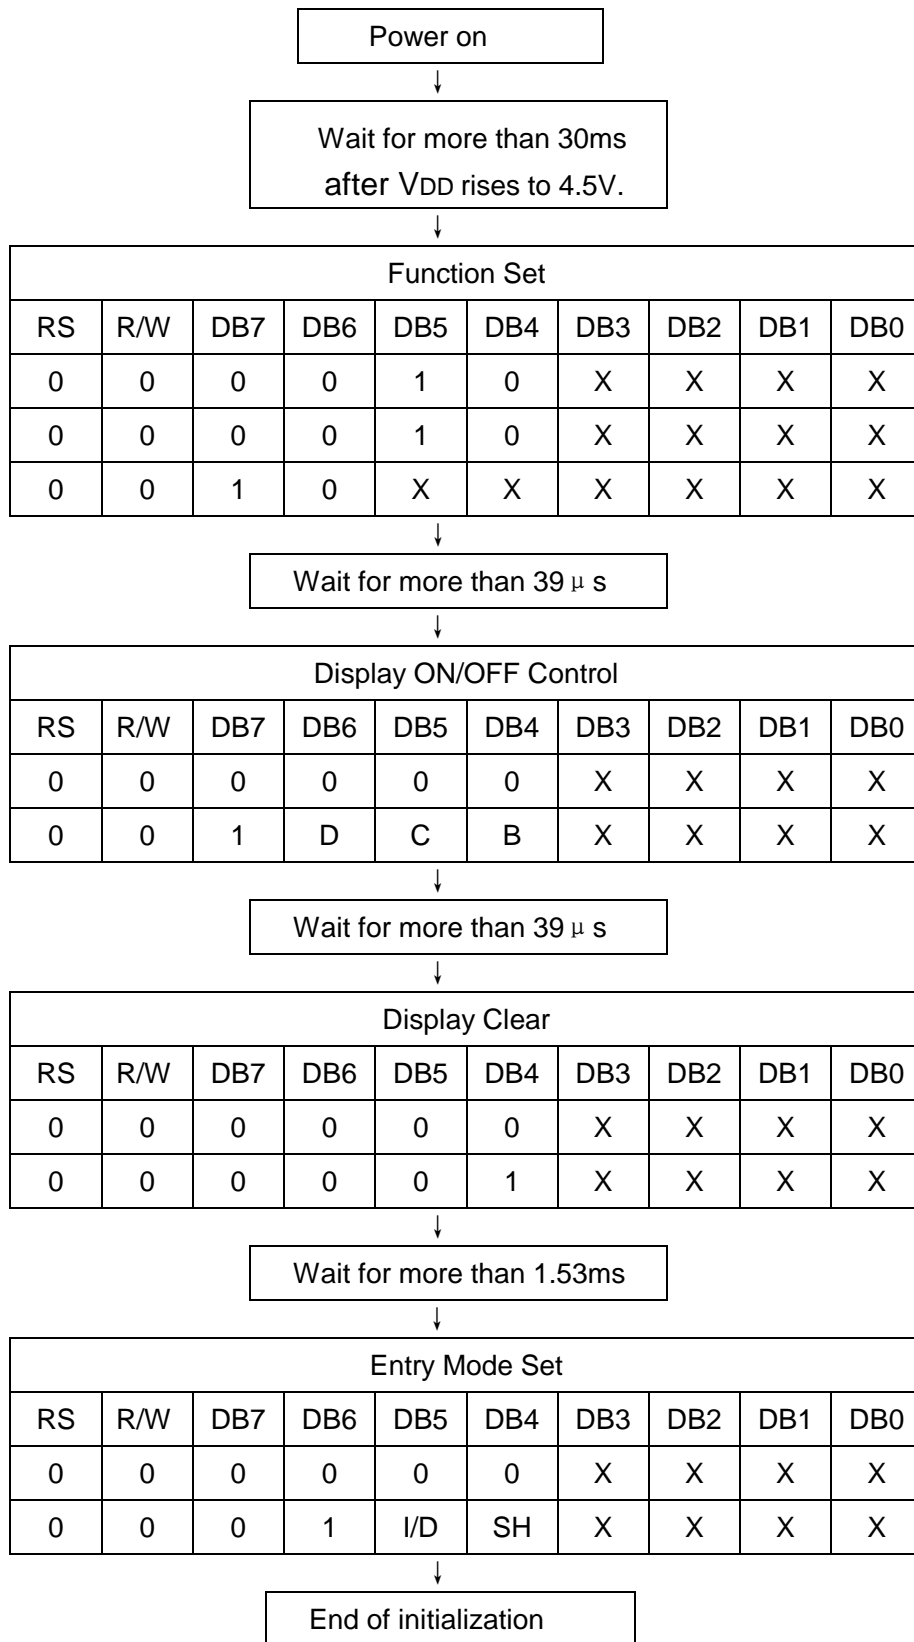 Power on
↓
Wait for more than 30ms
after VDD rises to 4.5V.
↓
Function Set
RS R/W DB7 DB6 DB5 DB4 DB3 DB2 DB1 DB0
0 0 0 0 1 0 X X X X
0 0 0 0 1 0 X X X X
0 0 1 0 X X X X X X
↓
Wait for more than 39 μ s
↓
Display ON/OFF Control
RS R/W DB7 DB6 DB5 DB4 DB3 DB2 DB1 DB0
0 0 0 0 0 0 X X X X
0 0 1 D C B X X X X
↓
Wait for more than 39 μ s
↓
Display Clear
RS R/W DB7 DB6 DB5 DB4 DB3 DB2 DB1 DB0
0 0 0 0 0 0 X X X X
0 0 0 0 0 1 X X X X
↓
Wait for more than 1.53ms
↓
Entry Mode Set
RS R/W DB7 DB6 DB5 DB4 DB3 DB2 DB1 DB0
0 0 0 0 0 0 X X X X
0 0 0 1 I/D SH X X X X
↓
End of initialization